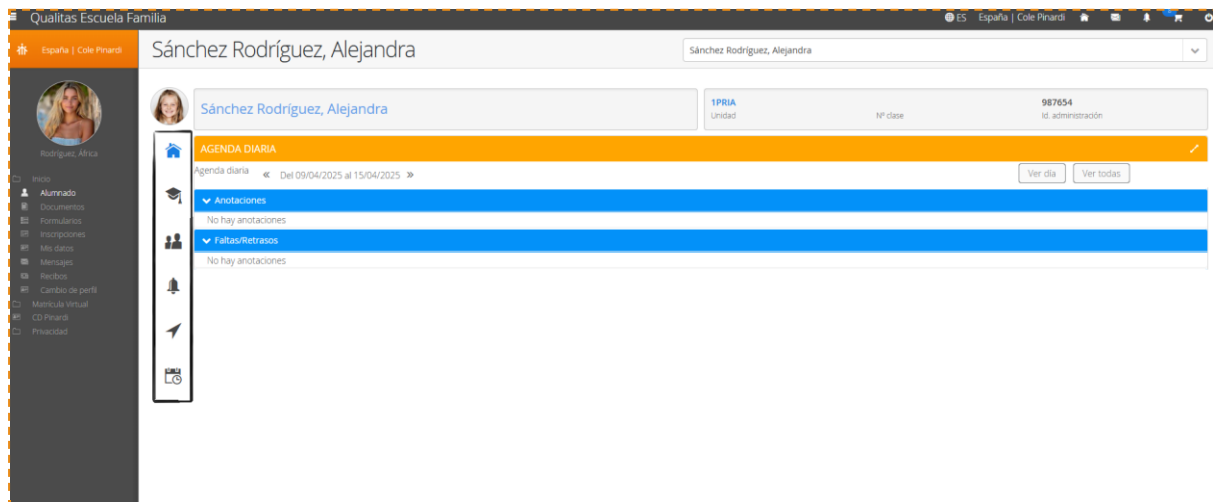 Qualitas Escuela Familia
ES España | Cole Pinardi
España | Cole Pinardi
Sánchez Rodríguez, Alejandra
Sánchez Rodríguez, Alejandra
Rodríguez, África
Inicio
Alumnado
Documentos
Formularios
Inscripciones
Mis datos
Mensajes
Recibos
Cambio de perfil
Matrícula Virtual
CD Pinardi
Privacidad
Sánchez Rodríguez, Alejandra
1PRIA
Unidad
Nº clase
987654
Id. administración
AGENDA DIARIA
Agenda diaria « Del 09/04/2025 al 15/04/2025 » Ver día Ver todas
Anotaciones
No hay anotaciones
Faltas/Retrasos
No hay anotaciones